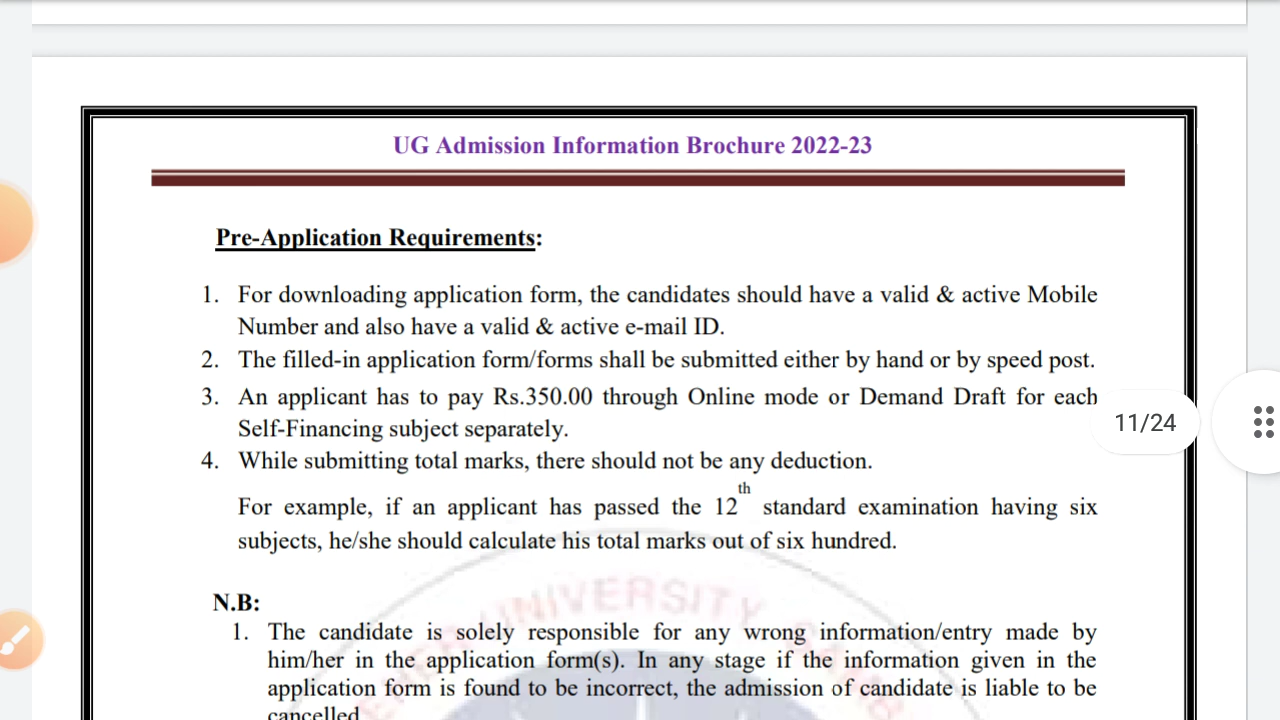 UG Admission Information Brochure 2022-23
Pre-Application Requirements:
1. For downloading application form, the candidates should have a valid & active Mobile
Number and also have a valid & active e-mail ID.
2. The filled-in application form/forms shall be submitted either by hand or by speed post.
3. An applicant has to pay Rs.350.00 through Online mode or Demand Draft for each
Self-Financing subject separately.
11/24
4. While submitting total marks, there should not be any deduction.
For example, if an applicant has passed the 12th standard examination having six
subjects, he/she should calculate his total marks out of six hundred.
UNIVERSITY
N.B:
1. The candidate is solely responsible for any wrong information/entry made by
him/her in the application form(s). In any stage if the information given in the
application form is found to be incorrect, the admission of candidate is liable to be
cancelled